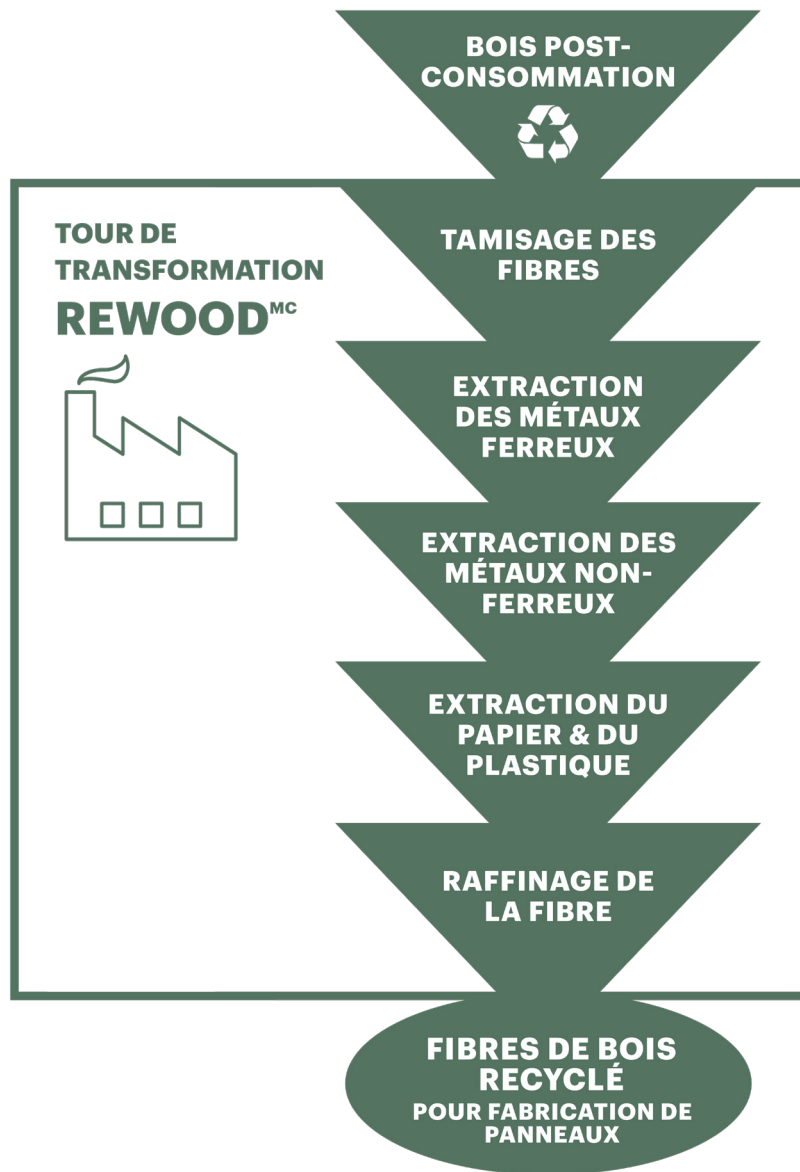 BOIS POST-
CONSOMMATION
TOUR DE
TRANSFORMATION
REWOODMC
TAMISAGE DES
FIBRES
EXTRACTION
DES MÉTAUX
FERREUX
EXTRACTION DES
MÉTAUX NON-
FERREUX
EXTRACTION DU
PAPIER & DU
PLASTIQUE
RAFFINAGE DE
LA FIBRE
FIBRES DE BOIS
RECYCLÉ
POUR FABRICATION DE
PANNEAUX